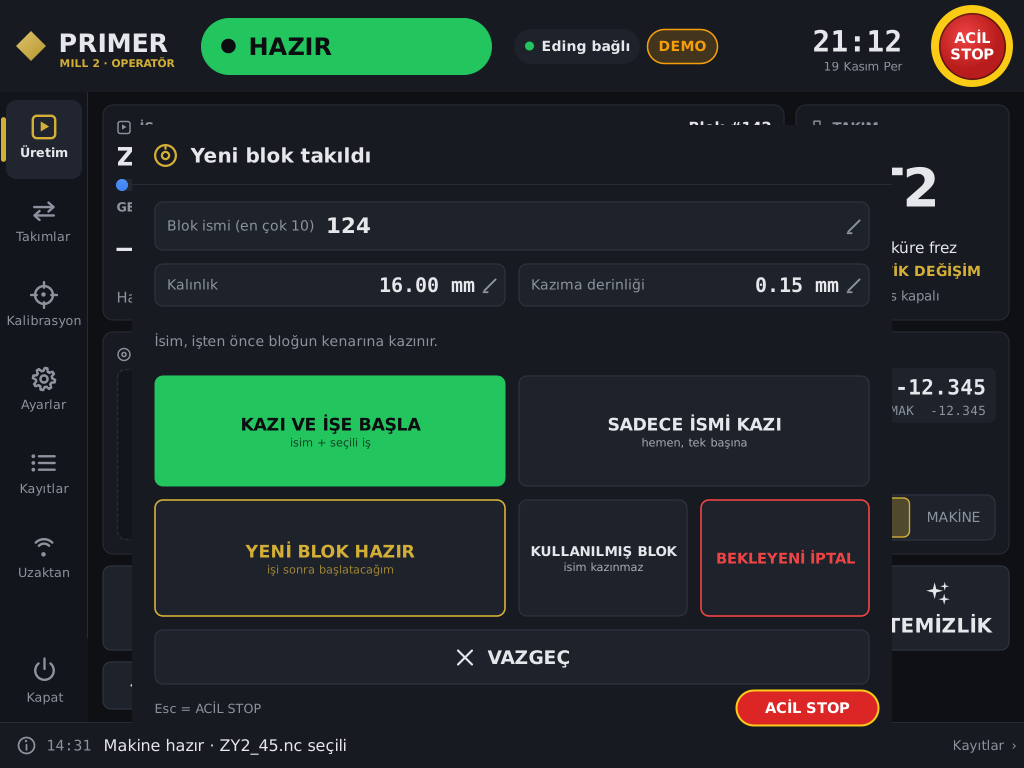 PRIMER
MILL 2 · OPERATÖR
HAZIR
Eding bağlı
DEMO
21:12
19 Kasım Per
ACİL
STOP
Üretim
Takımlar
Kalibrasyon
Ayarlar
Kayıtlar
Uzaktan
Kapat
Yeni blok takıldı
Blok ismi (en çok 10) 124
Kalınlık 16.00 mm
Kazıma derinliği 0.15 mm
İsim, işten önce bloğun kenarına kazınır.
KAZI VE İŞE BAŞLA
isim + seçili iş
SADECE İSMİ KAZI
hemen, tek başına
YENİ BLOK HAZIR
işi sonra başlatacağım
KULLANILMIŞ BLOK
isim kazınmaz
BEKLEYENİ İPTAL
VAZGEÇ
Esc = ACİL STOP
ACİL STOP
küre frez
İK DEĞİŞİM
s kapalı
-12.345
MAK -12.345
MAKİNE
TEMİZLİK
14:31 Makine hazır · ZY2_45.nc seçili
Kayıtlar ›